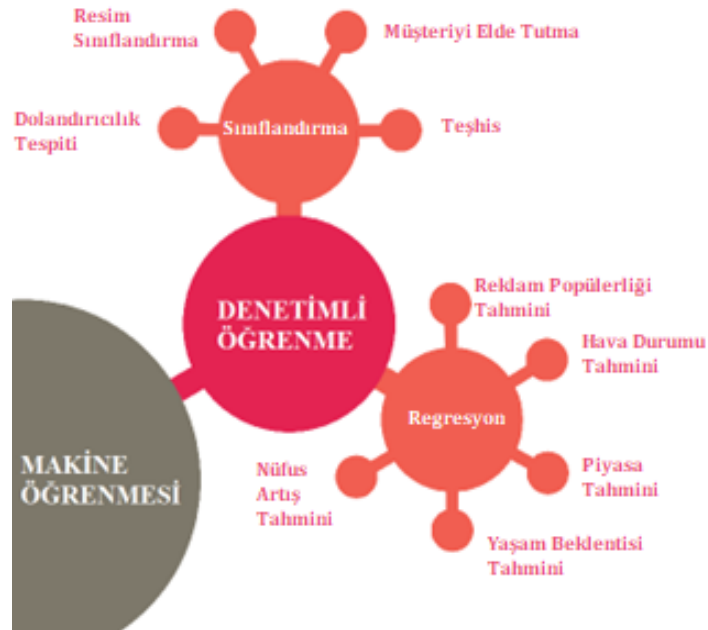 Resim
Sınıflandırma
Müşteriyi Elde Tutma
Dolandırıcılık
Tespiti
Sınıflandırma
Teşhis
DENETİMLİ
ÖĞRENME
Reklam Popülerliği
Tahmini
Hava Durumu
Tahmini
Regresyon
MAKİNE
ÖĞRENMESİ
Nüfus
Artış
Tahmini
Piyasa
Tahmini
Yaşam Beklentisi
Tahmini